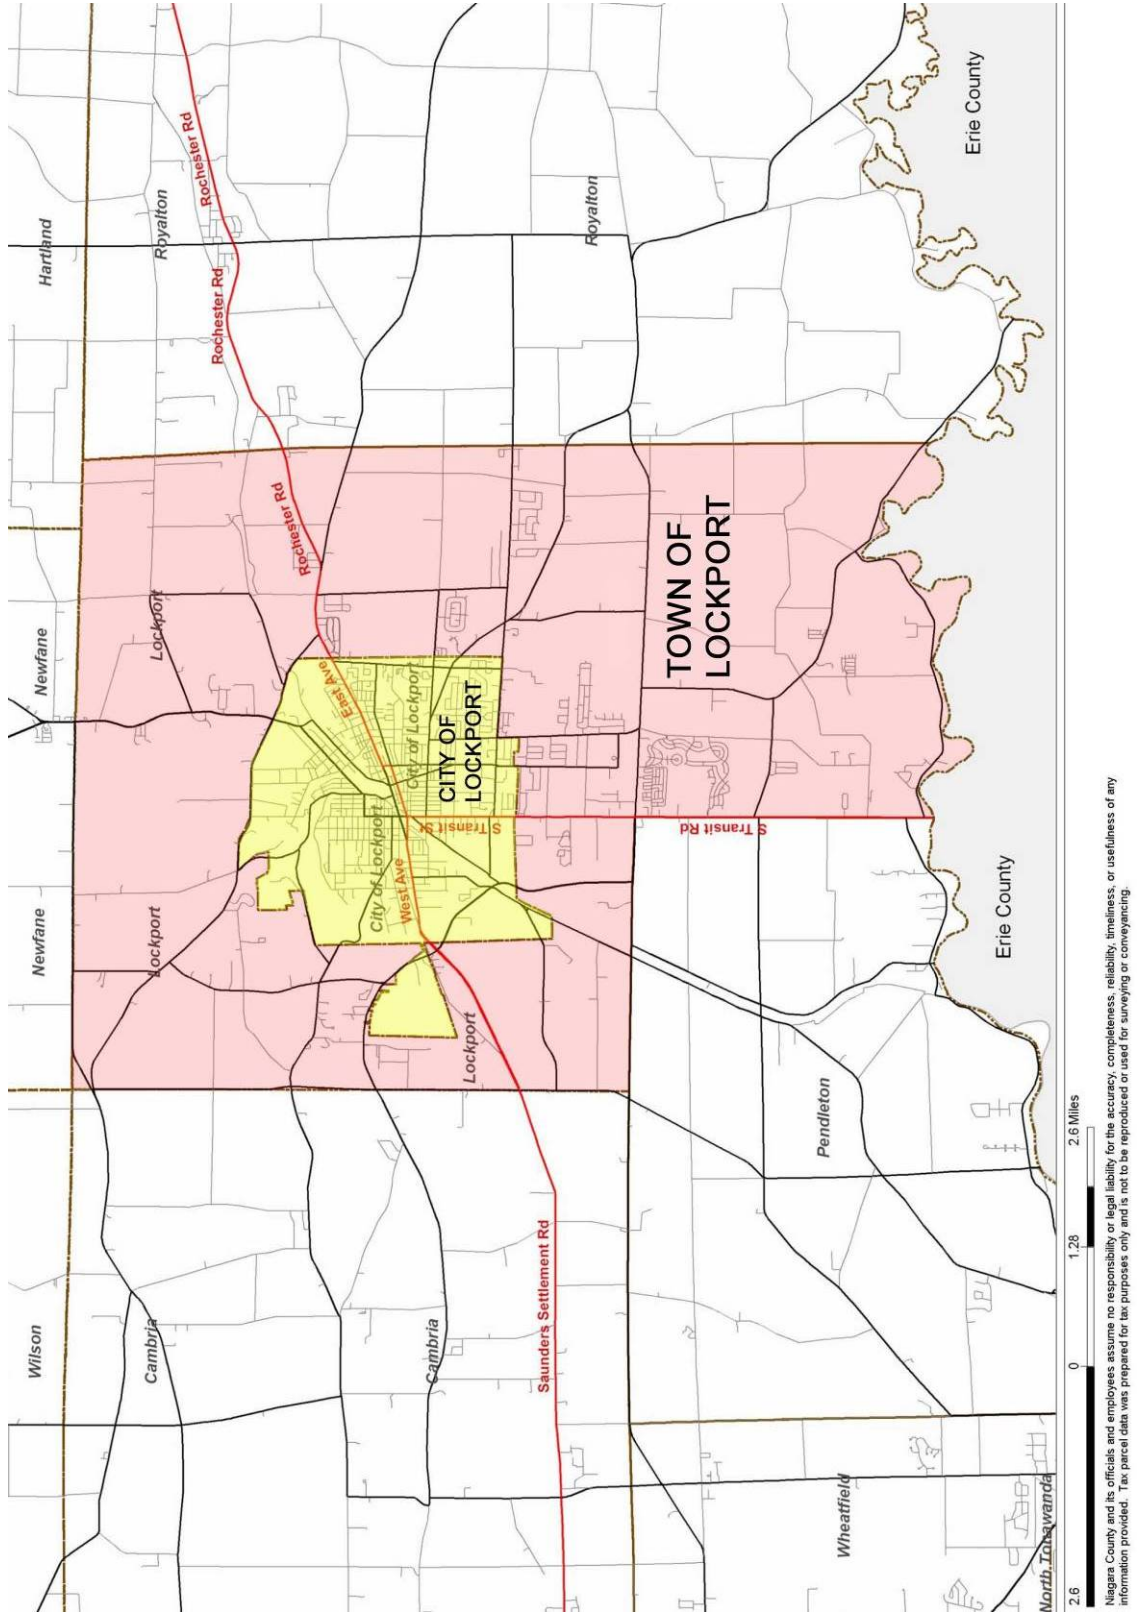 Wilson
Newfane
Newfane
Hartland
Cambria
Lockport
Lockport
Royalton
Rochester Rd
Rochester Rd
Rochester Rd
East Ave
City of Lockport
City of Lockport
CITY OF
LOCKPORT
West Ave
S Transit St
Cambria
Lockport
Saunders Settlement Rd
Royalton
TOWN OF
LOCKPORT
S Transit Rd
Pendleton
Wheatfield
Erie County
Erie County
North Tonawanda
2.6 0 1.28 2.6 Miles
Niagara County and its officials and employees assume no responsibility or legal liability for the accuracy, completeness, reliability, timeliness, or usefulness of any
information provided. Tax parcel data was prepared for tax purposes only and is not to be reproduced or used for surveying or conveyancing.